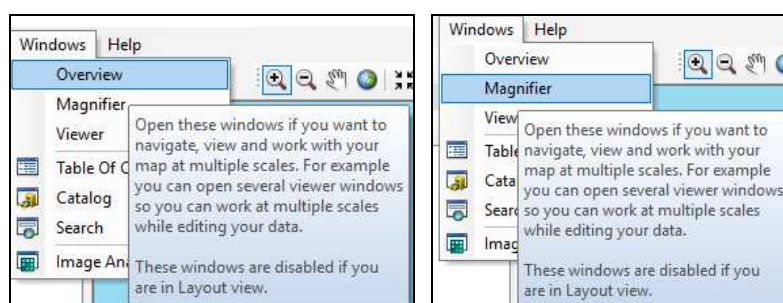 Windows Help
Overview
Magnifier
Viewer
Table Of
Catalog
Search
Image
Open these windows if you want to
navigate, view and work with your
map at multiple scales. For example
you can open several viewer windows
so you can work at multiple scales
while editing your data.
These windows are disabled if you
are in Layout view.
Windows Help
Overview
Magnifier
View
Open these windows if you want to
navigate, view and work with your
map at multiple scales. For example
you can open several viewer windows
so you can work at multiple scales
while editing your data.
These windows are disabled if you
are in Layout view.